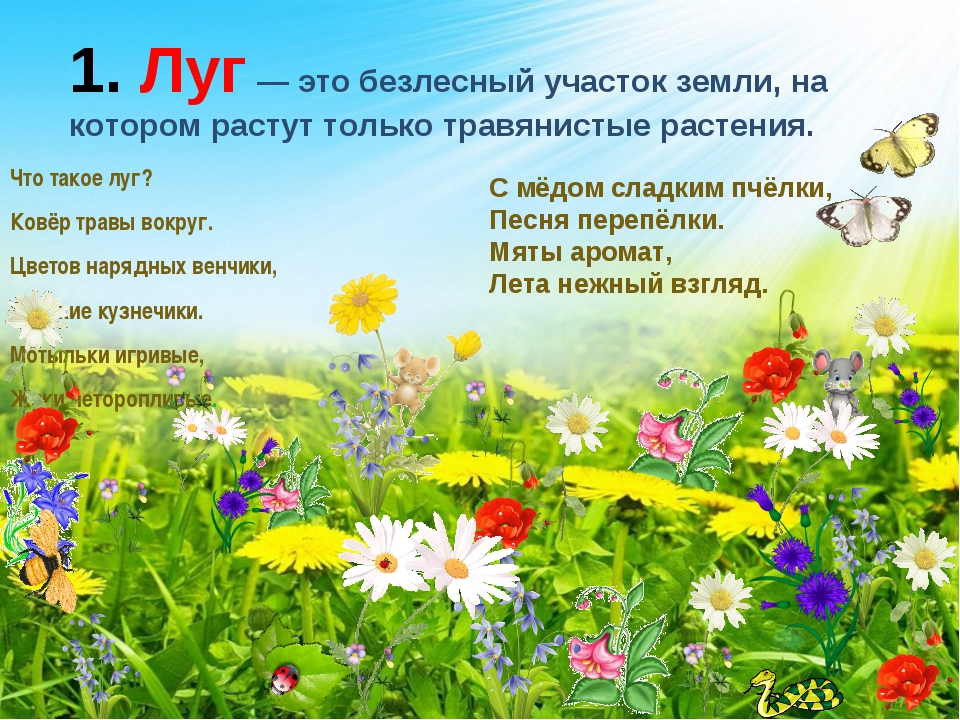 1. Луг — это безлесный участок земли, на
котором растут только травянистые растения.
Что такое луг?
Ковёр травы вокруг.
Цветов нарядных венчики,
кузнечики.
Мотыльки игривые,
С мёдом сладким пчёлки,
Песня перепёлки.
Мяты аромат,
Лета нежный взгляд.